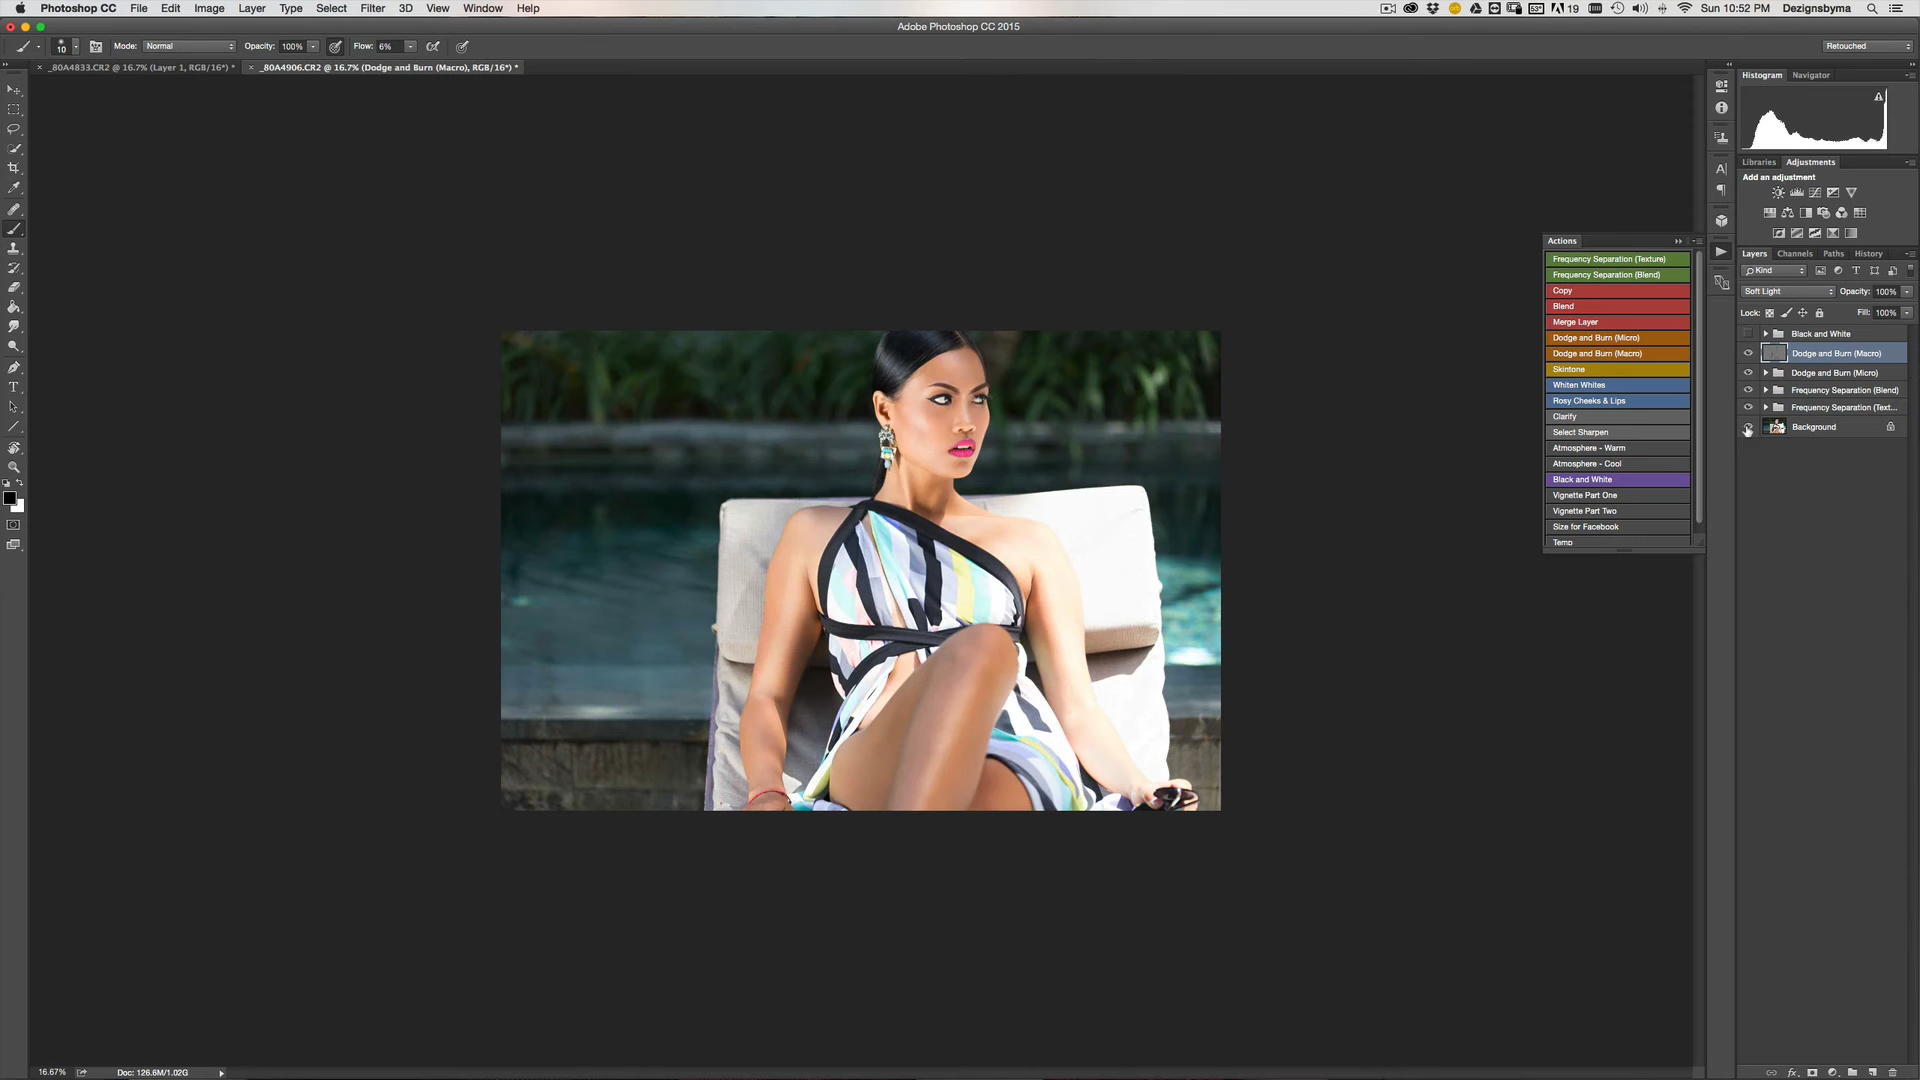 Photoshop CC File Edit Image Layer Type Select Filter 3D View Window Help 53° 19 Sun 10:52 PM Dezignsbyma
Adobe Photoshop CC 2015
10 Mode: Normal Opacity: 100% Flow: 6% Retouched
× _80A4833.CR2 @ 16.7% (Layer 1, RGB/16*) * × _80A4906.CR2 @ 16.7% (Dodge and Burn (Macro), RGB/16*) *
Histogram Navigator
Libraries Adjustments
Add an adjustment
Actions
Frequency Separation (Texture)
Frequency Separation (Blend)
Copy
Blend
Merge Layer
Dodge and Burn (Micro)
Dodge and Burn (Macro)
Skintone
Whiten Whites
Rosy Cheeks & Lips
Clarify
Select Sharpen
Atmosphere - Warm
Atmosphere - Cool
Black and White
Vignette Part One
Vignette Part Two
Size for Facebook
Temp
Layers Channels Paths History
Kind
Soft Light Opacity: 100%
Lock: Fill: 100%
Black and White
Dodge and Burn (Macro)
Dodge and Burn (Micro)
Frequency Separation (Blend)
Frequency Separation (Text...
Background
16.67% Doc: 126.6M/1.02G